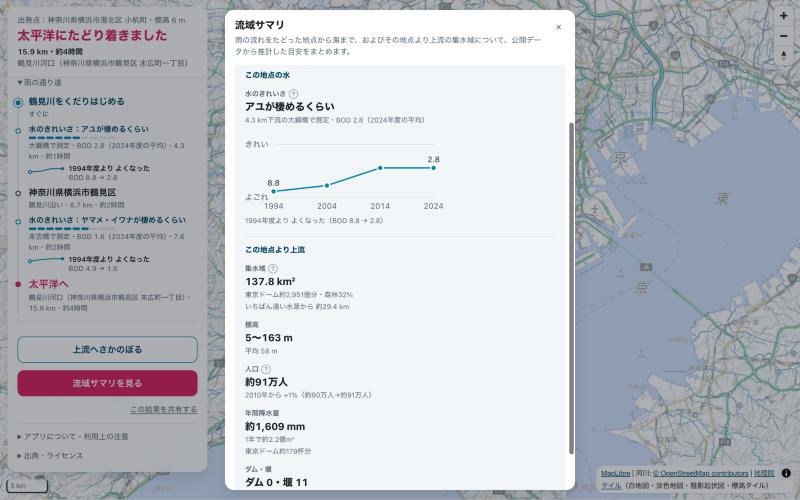 出発点：神奈川県横浜市港北区 小机町・標高 6 m
太平洋にたどり着きました
15.9 km・約4時間
鶴見川河口（神奈川県横浜市鶴見区 末広町一丁目）
▼雨の通り道
鶴見川をくだりはじめる
すぐに
水のきれいさ：アユが棲めるくらい
大綱橋で測定・BOD 2.8（2024年度の平均）・4.3
km・約1時間
1994年度より よくなった
BOD 8.8 → 2.8
神奈川県横浜市鶴見区
鶴見川沿い・6.7 km・約2時間
水のきれいさ：ヤマメ・イワナが棲めるくらい
末吉橋で測定・BOD 1.6（2024年度の平均）・7.6
km・約2時間
1994年度より よくなった
BOD 4.9 → 1.6
太平洋へ
鶴見川河口（神奈川県横浜市鶴見区 末広町一丁目）・
15.9 km・約4時間
上流へさかのぼる
流域サマリを見る
この結果を共有する
▶ アプリについて・利用上の注意
▶ 出典・ライセンス
5 km
流域サマリ
×
雨の流れをたどった地点から海まで、およびその地点より上流の集水域について、公開デー
タから推計した目安をまとめます。
この地点の水
水のきれいさ ?
アユが棲めるくらい
4.3 km下流の大綱橋で測定・BOD 2.8（2024年度の平均）
きれい
よごれ
8.8
2.8
1994 2004 2014 2024
1994年度より よくなった（BOD 8.8 → 2.8）
この地点より上流
集水域 ?
137.8 km²
東京ドーム約2,951個分・森林32%
いちばん遠い水源から 約29.4 km
標高
5〜163 m
平均 58 m
人口 ?
約91万人
2010年から +1%（約90万人→約91万人）
年間降水量
約1,609 mm
1年で約2.2億m³
東京ドーム約179杯分
ダム・堰
ダム 0・堰 11
京
東
京
MapLibre | 河川: © OpenStreetMap contributors | 地理院
タイル（白地図・淡色地図・陰影起伏図・標高タイル）